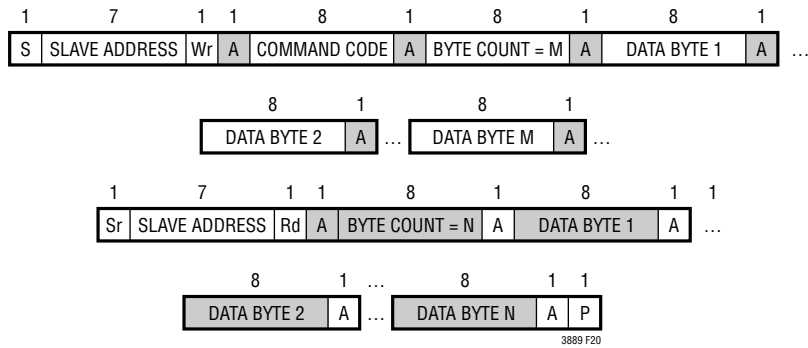 1 7 1 1 8 1 8 1 8 1
S SLAVE ADDRESS Wr A COMMAND CODE A BYTE COUNT = M A DATA BYTE 1 A …
8 1 8 1
DATA BYTE 2 A … DATA BYTE M A …
1 7 1 1 8 1 8 1 1
Sr SLAVE ADDRESS Rd A BYTE COUNT = N A DATA BYTE 1 A …
8 1 … 8 1 1
DATA BYTE 2 A … DATA BYTE N A P
3889 F20